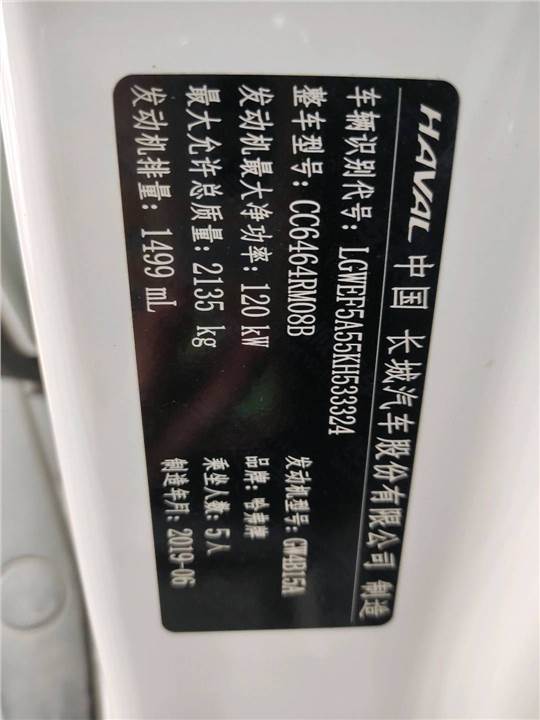 HAVAL 中国 长城汽车股份有限公司 制造
车辆识别代号: LGWEF5A55KH533324
整车型号: CC6464RM08B 发动机型号: GW4B15A
发动机最大净功率: 120 kW 品牌: 哈弗牌
最大允许总质量: 2135 kg 乘坐人数: 5人
发动机排量: 1499 mL 制造年月: 2019-06